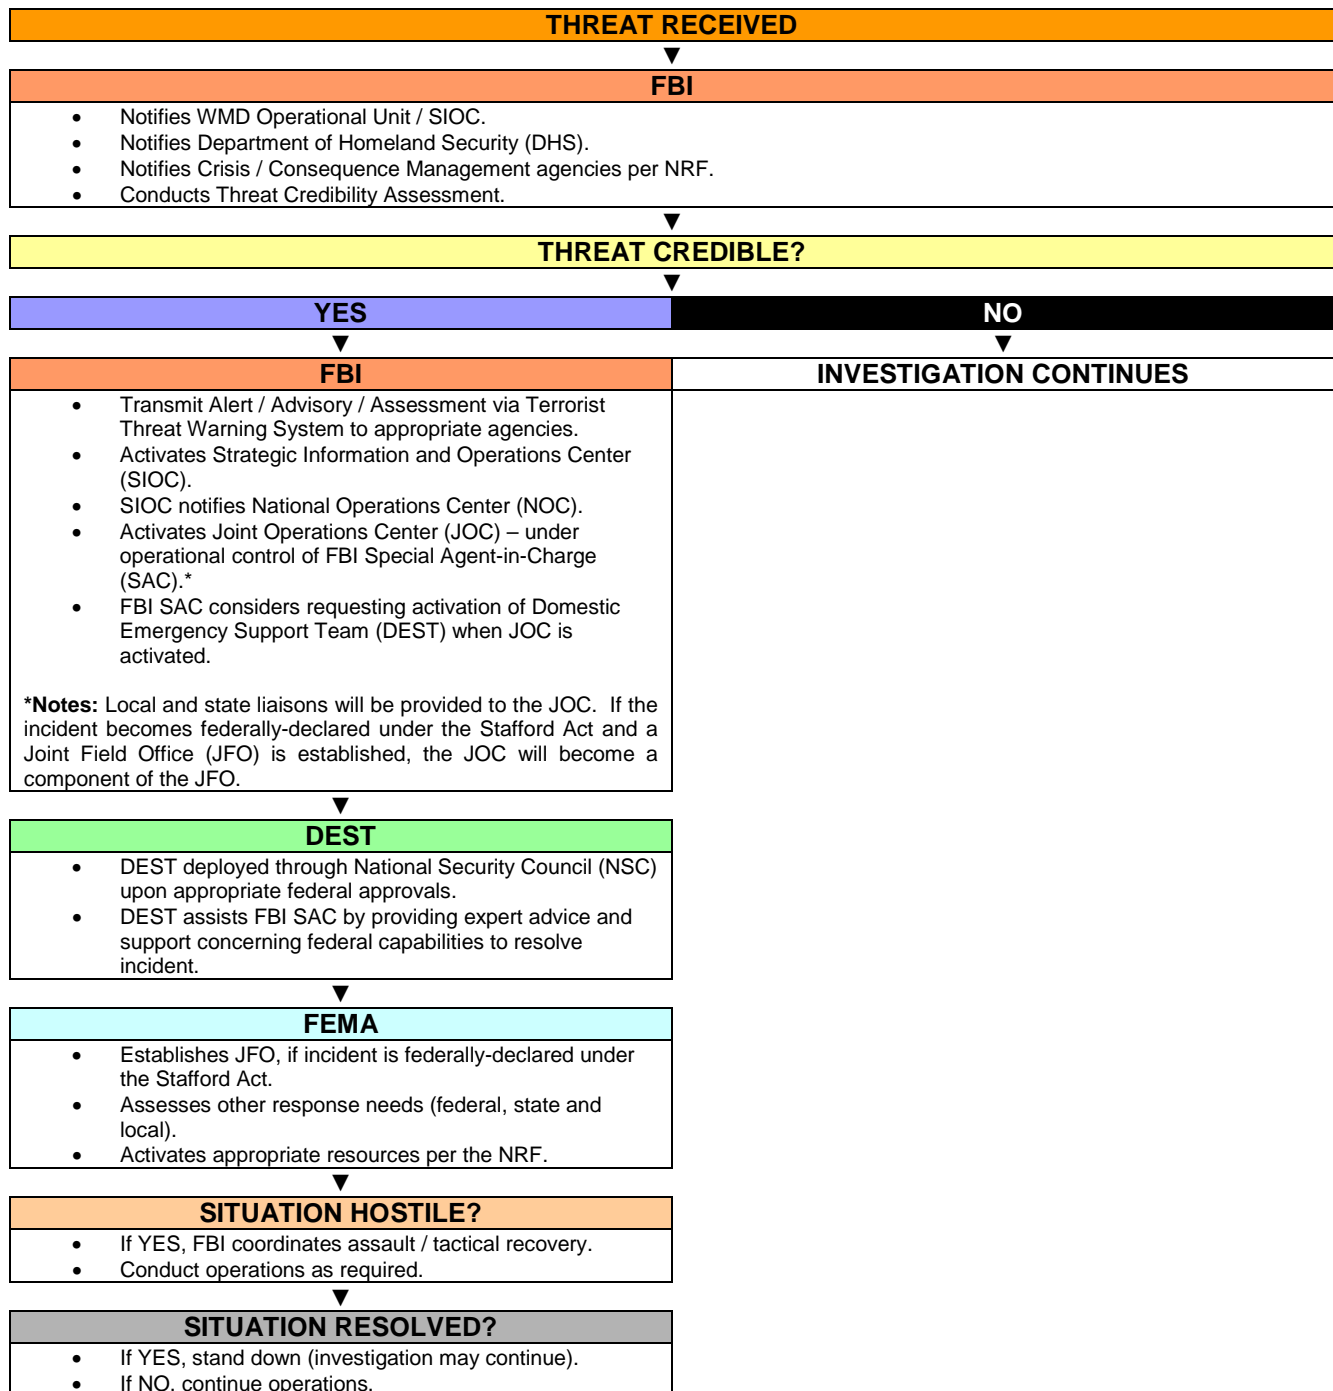 THREAT RECEIVED
▼
FBI
• Notifies WMD Operational Unit / SIOC.
• Notifies Department of Homeland Security (DHS).
• Notifies Crisis / Consequence Management agencies per NRF.
• Conducts Threat Credibility Assessment.
▼
THREAT CREDIBLE?
▼
YES
NO
▼
▼
FBI
INVESTIGATION CONTINUES
• Transmit Alert / Advisory / Assessment via Terrorist
Threat Warning System to appropriate agencies.
• Activates Strategic Information and Operations Center
(SIOC).
• SIOC notifies National Operations Center (NOC).
• Activates Joint Operations Center (JOC) – under
operational control of FBI Special Agent-in-Charge
(SAC).*
• FBI SAC considers requesting activation of Domestic
Emergency Support Team (DEST) when JOC is
activated.
*Notes: Local and state liaisons will be provided to the JOC. If the
incident becomes federally-declared under the Stafford Act and a
Joint Field Office (JFO) is established, the JOC will become a
component of the JFO.
▼
DEST
• DEST deployed through National Security Council (NSC)
upon appropriate federal approvals.
• DEST assists FBI SAC by providing expert advice and
support concerning federal capabilities to resolve
incident.
▼
FEMA
• Establishes JFO, if incident is federally-declared under
the Stafford Act.
• Assesses other response needs (federal, state and
local).
• Activates appropriate resources per the NRF.
▼
SITUATION HOSTILE?
• If YES, FBI coordinates assault / tactical recovery.
• Conduct operations as required.
▼
SITUATION RESOLVED?
• If YES, stand down (investigation may continue).
• If NO, continue operations.